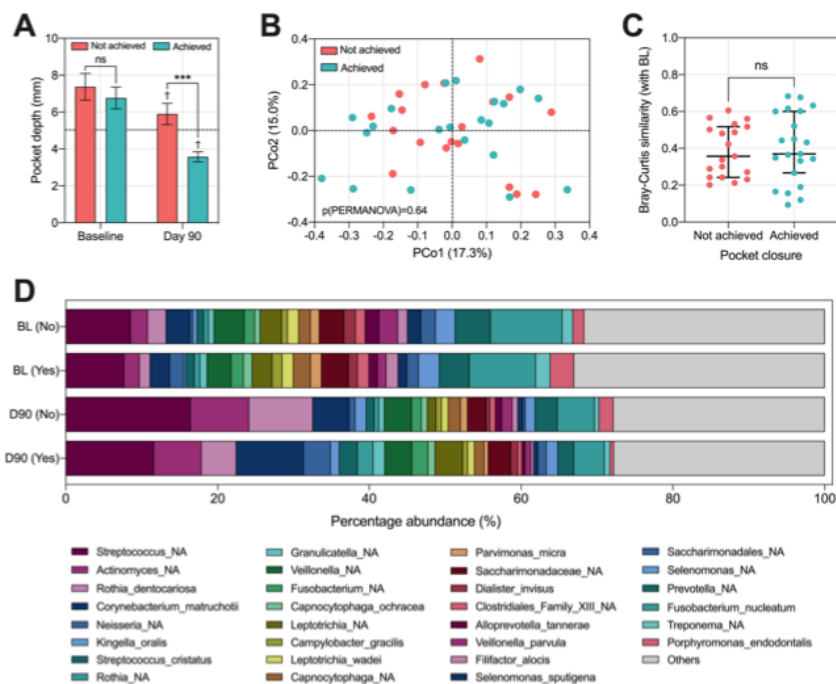 A
Not achieved
Achieved
ns
***
†
†
Pocket depth (mm)
10
8
6
4
2
0
Baseline
Day 90
B
Not achieved
Achieved
PCo2 (15.0%)
0.4
0.2
0.0
-0.2
-0.4
p(PERMANOVA)=0.64
-0.4 -0.3 -0.2 -0.1 0.0 0.1 0.2 0.3 0.4
PCo1 (17.3%)
C
ns
Bray-Curtis similarity (with BL)
1.0
0.8
0.6
0.4
0.2
0.0
Not achieved
Achieved
Pocket closure
D
BL (No)
BL (Yes)
D90 (No)
D90 (Yes)
0 20 40 60 80 100
Percentage abundance (%)
Streptococcus_NA
Actinomyces_NA
Rothia_dentocariosa
Corynebacterium_matruchotii
Neisseria_NA
Kingella_oralis
Streptococcus_cristatus
Rothia_NA
Granulicatella_NA
Veillonella_NA
Fusobacterium_NA
Capnocytophaga_ochracea
Leptotrichia_NA
Campylobacter_gracilis
Leptotrichia_wadei
Capnocytophaga_NA
Parvimonas_micra
Saccharimonadaceae_NA
Dialister_invisus
Clostridiales_Family_XIII_NA
Alloprevotella_tannerae
Veillonella_parvula
Filifactor_alocis
Selenomonas_sputigena
Saccharimonadales_NA
Selenomonas_NA
Prevotella_NA
Fusobacterium_nucleatum
Treponema_NA
Porphyromonas_endodontalis
Others